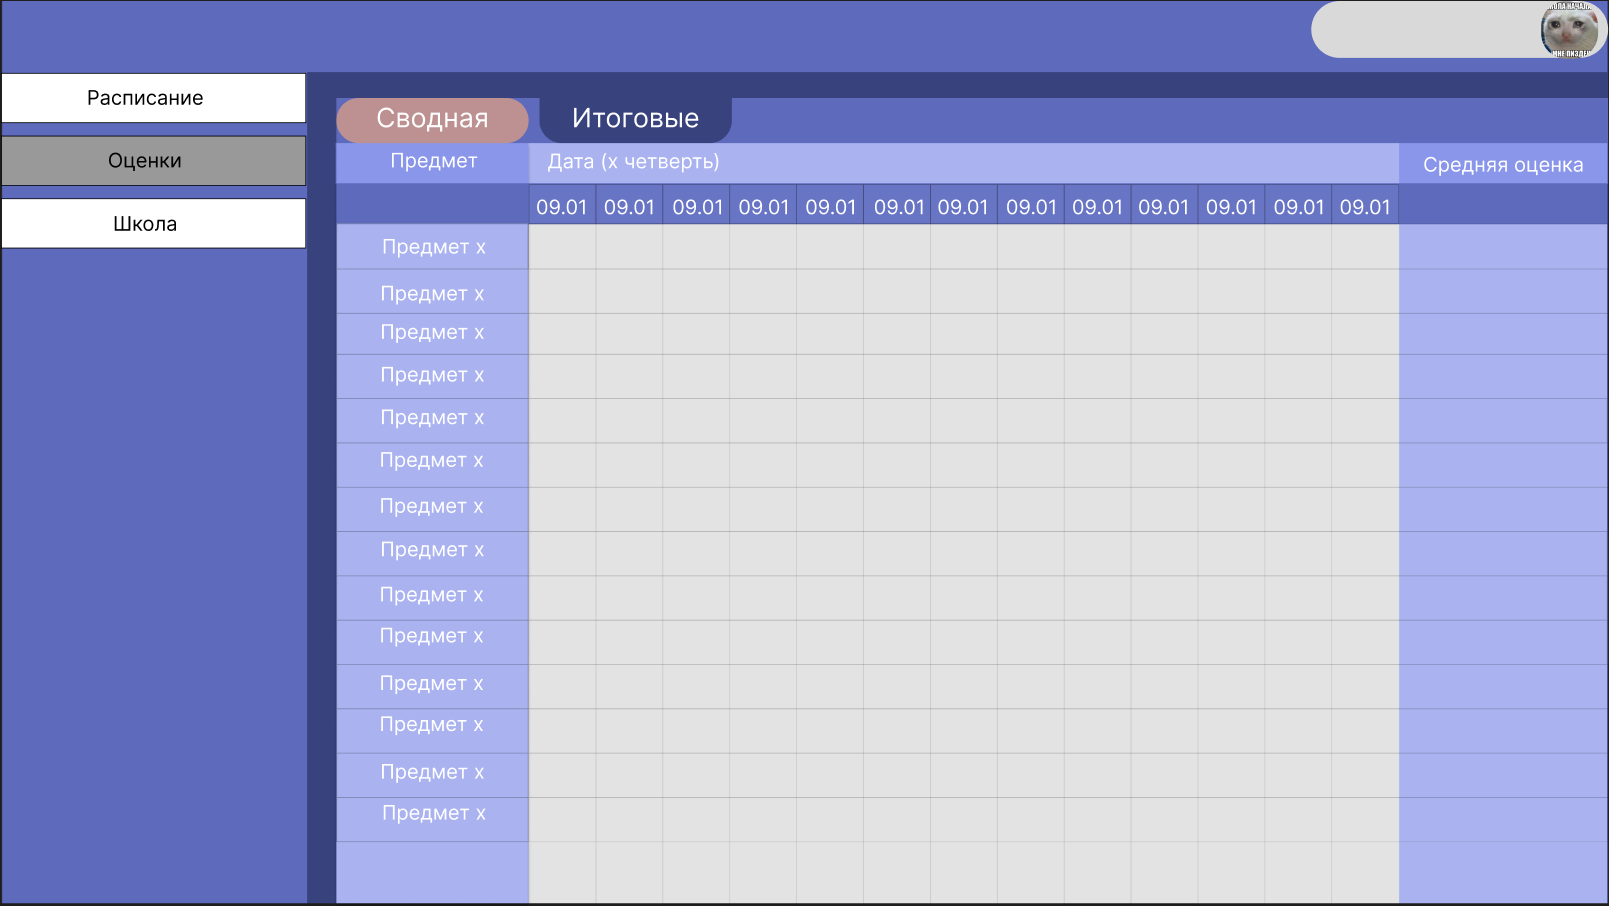 МНЕ ПИЗДЕЦ
Расписание
Оценки
Школа
Сводная
Итоговые
Предмет
Дата (х четверть)
Средняя оценка
09.01 09.01 09.01 09.01 09.01 09.01 09.01 09.01 09.01 09.01 09.01 09.01 09.01
Предмет х
Предмет х
Предмет х
Предмет х
Предмет х
Предмет х
Предмет х
Предмет х
Предмет х
Предмет х
Предмет х
Предмет х
Предмет х
Предмет х